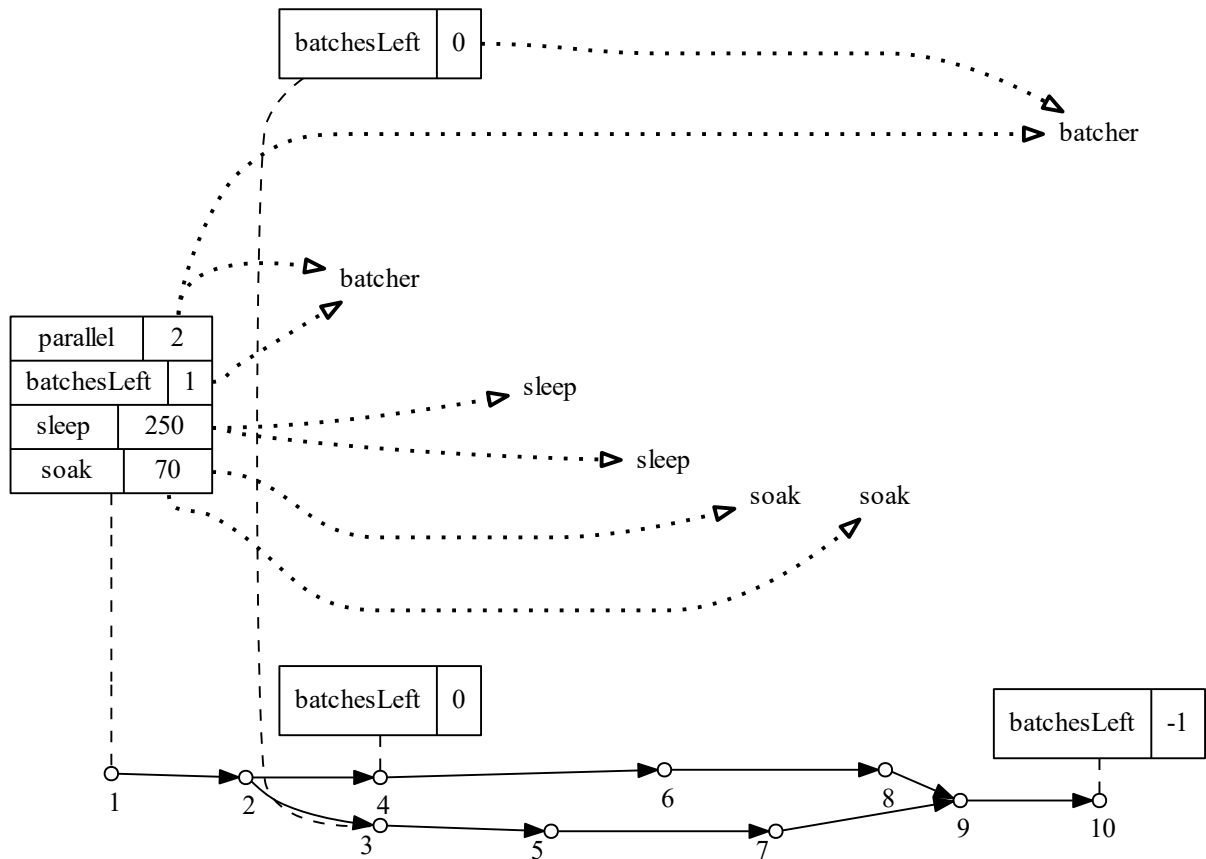 batchesLeft 0
batcher
batcher
parallel 2
batchesLeft 1
sleep 250
soak 70
sleep
sleep
soak soak
batchesLeft 0
batchesLeft -1
1 2 4 6 8
3 5 7 9 10